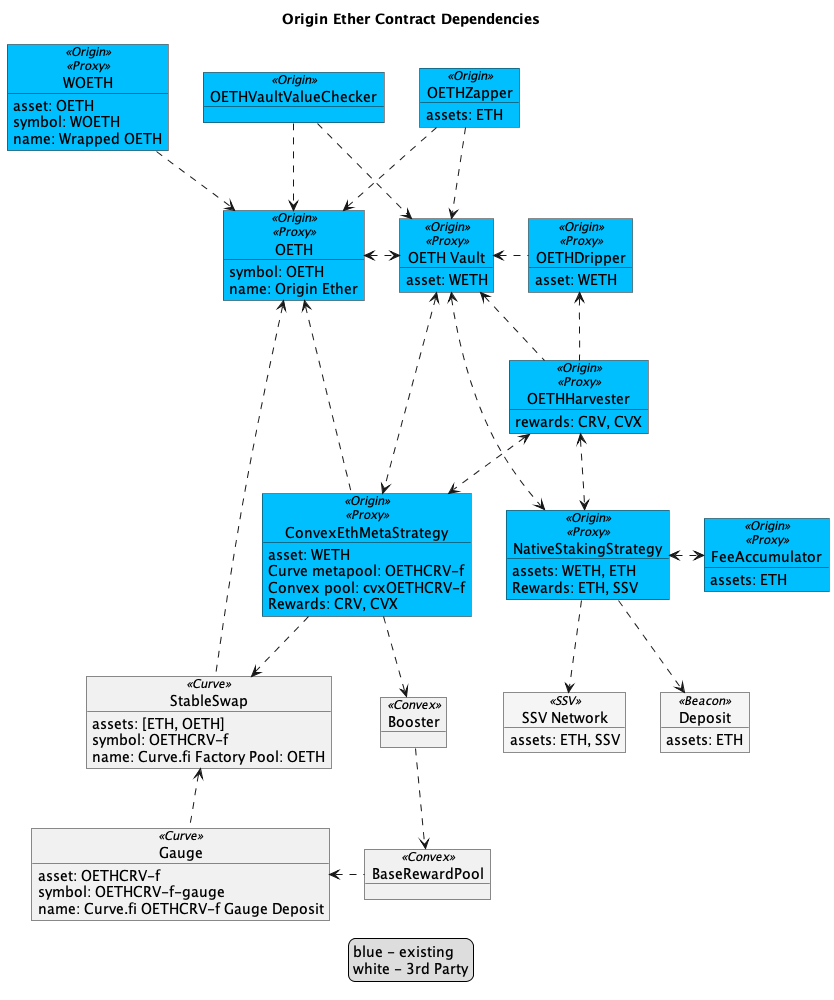 Origin Ether Contract Dependencies
«Origin»
«Proxy»
WOETH
asset: OETH
symbol: WOETH
name: Wrapped OETH
«Origin»
OETHVaultValueChecker
«Origin»
OETHZapper
assets: ETH
«Origin»
«Proxy»
OETH
symbol: OETH
name: Origin Ether
«Origin»
«Proxy»
OETH Vault
asset: WETH
«Origin»
«Proxy»
OETHDripper
asset: WETH
«Origin»
«Proxy»
OETHHarvester
rewards: CRV, CVX
«Origin»
«Proxy»
ConvexEthMetaStrategy
asset: WETH
Curve metapool: OETHCRV-f
Convex pool: cvxOETHCRV-f
Rewards: CRV, CVX
«Origin»
«Proxy»
NativeStakingStrategy
assets: WETH, ETH
Rewards: ETH, SSV
«Origin»
«Proxy»
FeeAccumulator
assets: ETH
«Curve»
StableSwap
assets: [ETH, OETH]
symbol: OETHCRV-f
name: Curve.fi Factory Pool: OETH
«Convex»
Booster
«SSV»
SSV Network
assets: ETH, SSV
«Beacon»
Deposit
assets: ETH
«Curve»
Gauge
asset: OETHCRV-f
symbol: OETHCRV-f-gauge
name: Curve.fi OETHCRV-f Gauge Deposit
«Convex»
BaseRewardPool
blue - existing
white - 3rd Party